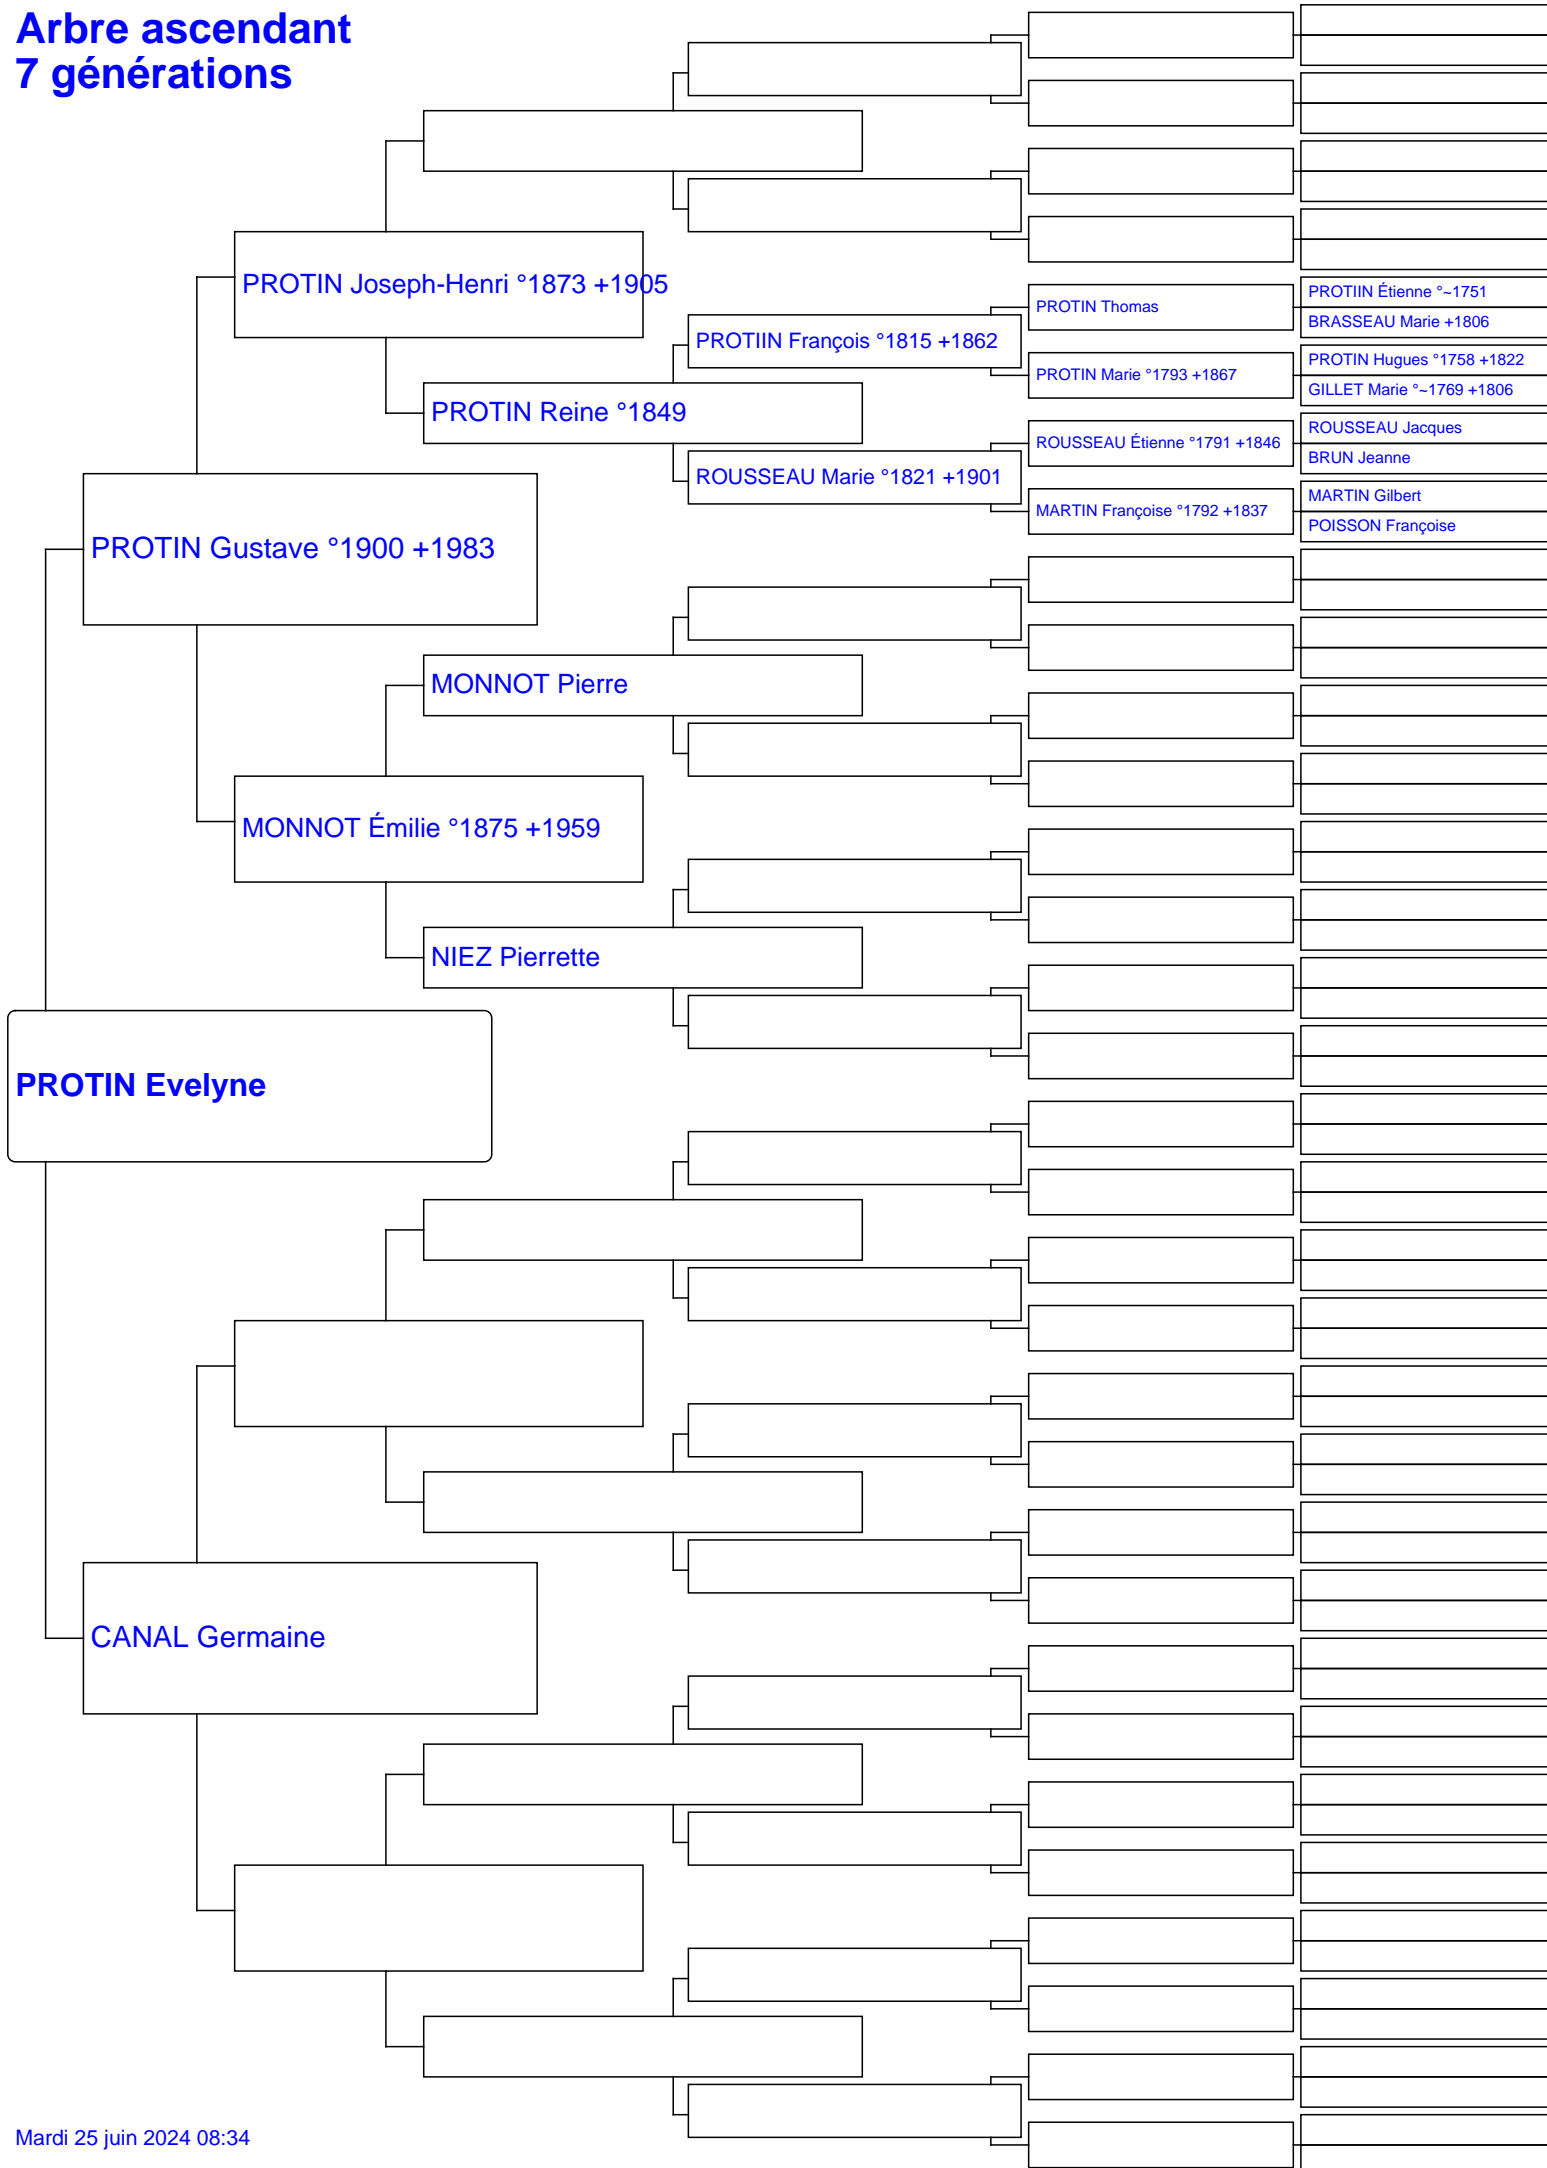 Arbre ascendant
7 générations
PROTIN Joseph-Henri °1873 +1905
PROTIN Thomas
PROTIIN Étienne °~1751
BRASSEAU Marie +1806
PROTIIN François °1815 +1862
PROTIN Marie °1793 +1867
PROTIN Hugues °1758 +1822
GILLET Marie °~1769 +1806
PROTIN Reine °1849
ROUSSEAU Étienne °1791 +1846
ROUSSEAU Jacques
BRUN Jeanne
ROUSSEAU Marie °1821 +1901
MARTIN Françoise °1792 +1837
MARTIN Gilbert
POISSON Françoise
PROTIN Gustave °1900 +1983
MONNOT Pierre
MONNOT Émilie °1875 +1959
NIEZ Pierrette
PROTIN Evelyne
CANAL Germaine
Mardi 25 juin 2024 08:34